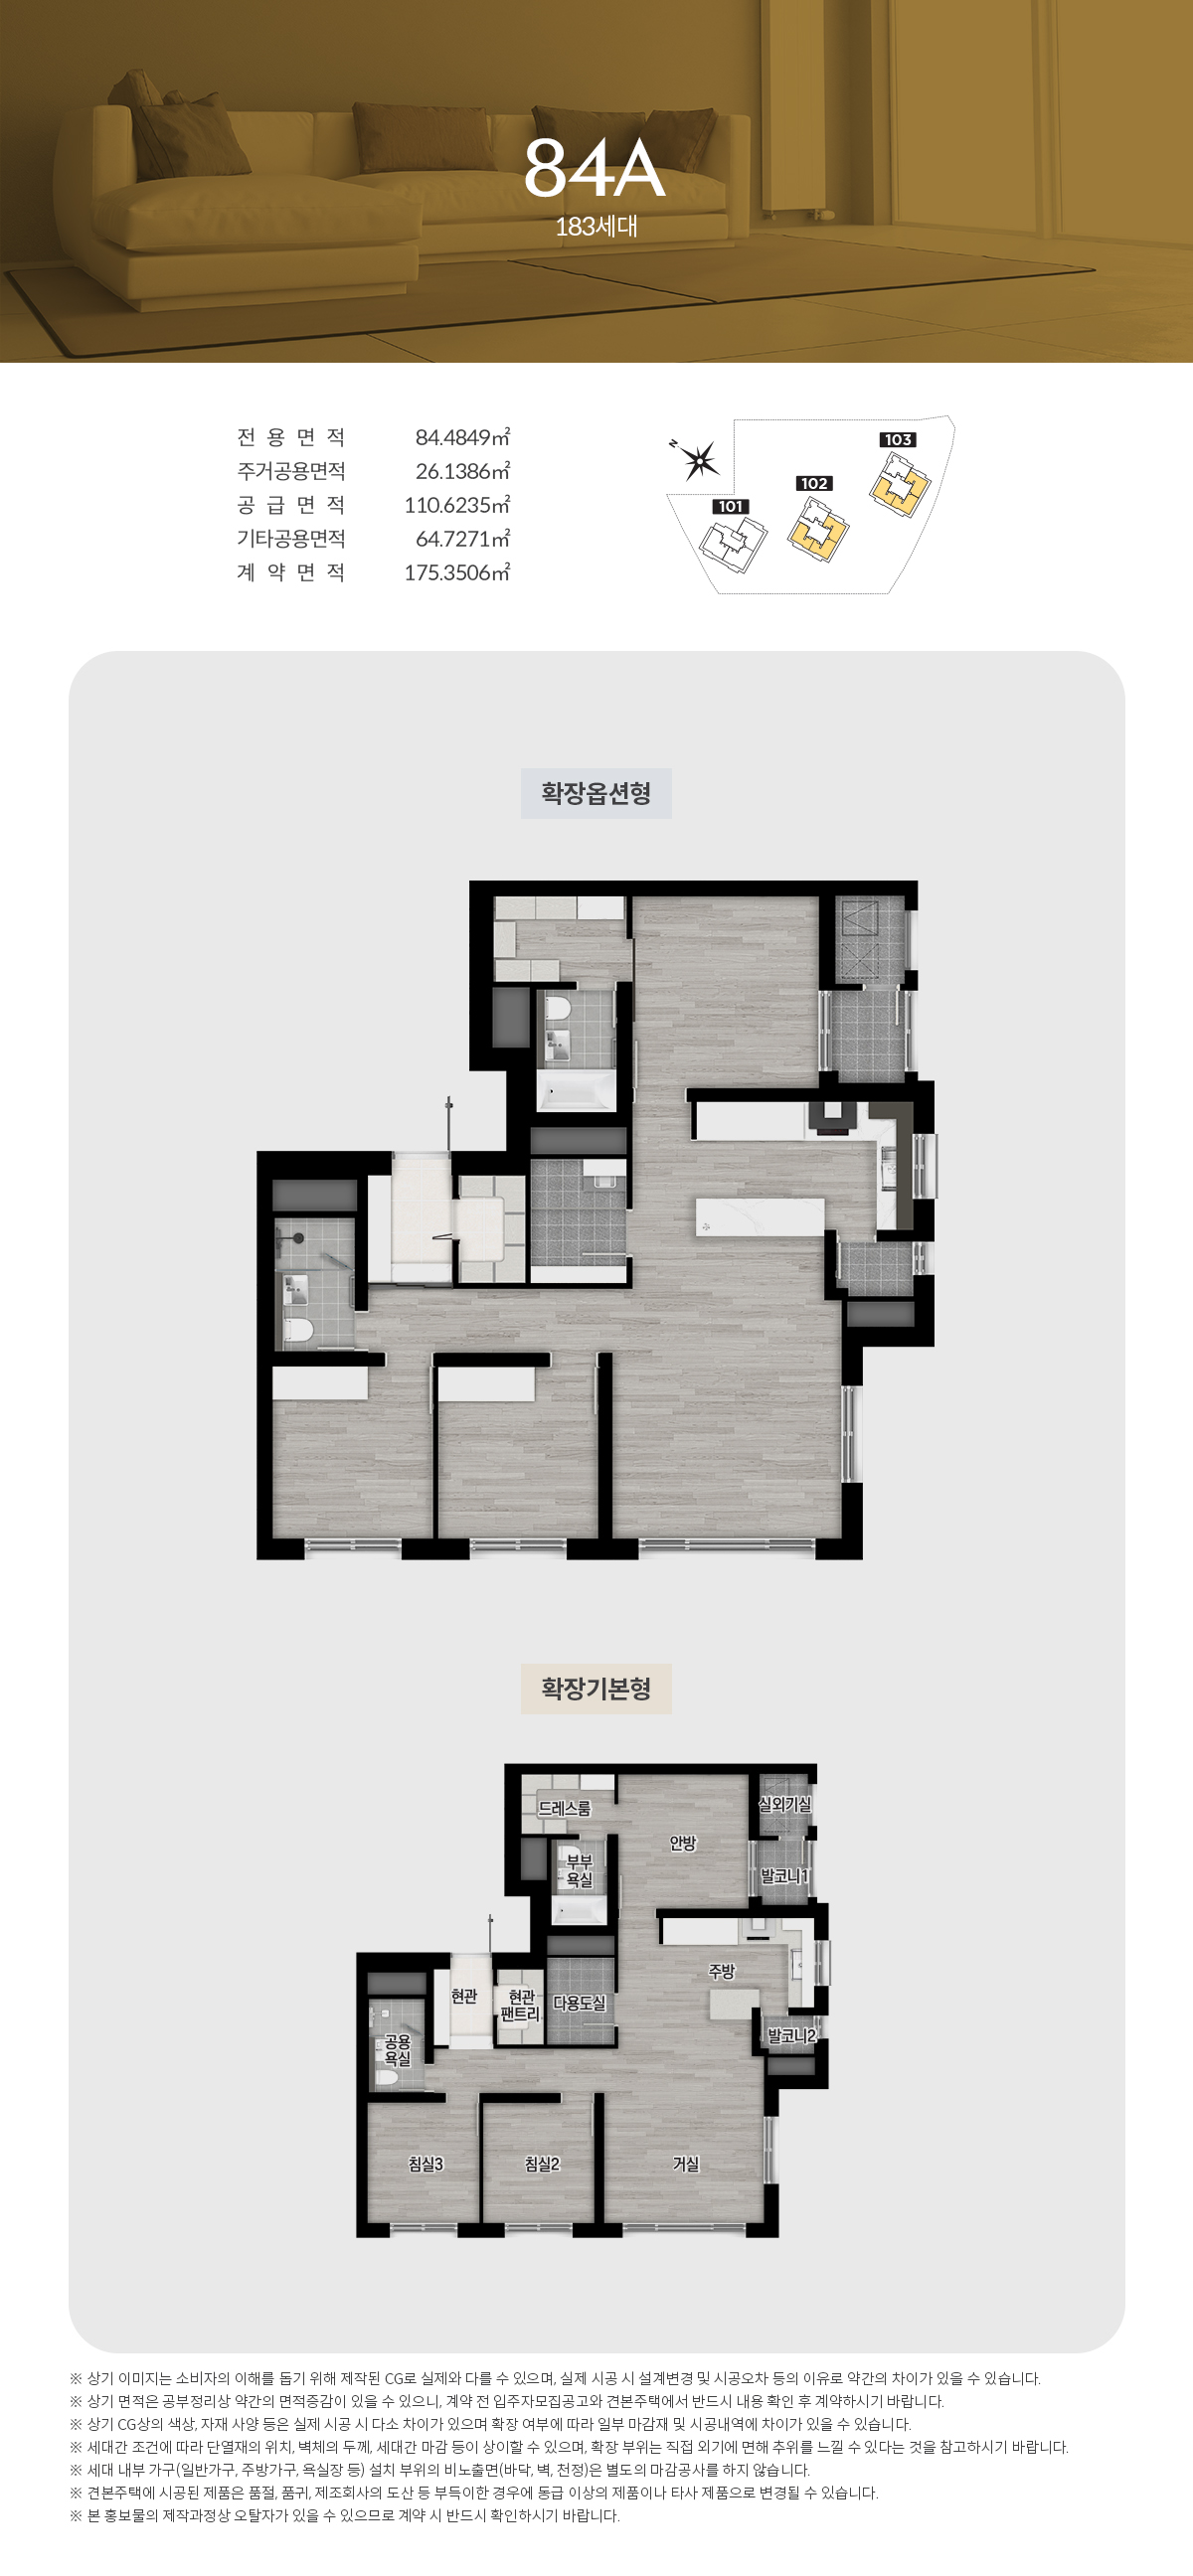 84A
183세대
전용면적 84.4849㎡
주거공용면적 26.1386㎡
공급면적 110.6235㎡
기타공용면적 64.7271㎡
계약면적 175.3506㎡
N
103
102
101
확장옵션형
확장기본형
드레스룸
안방
실외기실
부부
욕실
발코니1
주방
현관
현관
팬트리
다용도실
발코니2
공용
욕실
침실3
침실2
거실
※ 상기 이미지는 소비자의 이해를 돕기 위해 제작된 CG로 실제와 다를 수 있으며, 실제 시공 시 설계변경 및 시공오차 등의 이유로 약간의 차이가 있을 수 있습니다.
※ 상기 면적은 공부정리상 약간의 면적증감이 있을 수 있으니, 계약 전 입주자모집공고와 견본주택에서 반드시 내용 확인 후 계약하시기 바랍니다.
※ 상기 CG상의 색상, 자재 사양 등은 실제 시공 시 다소 차이가 있으며 확장 여부에 따라 일부 마감재 및 시공내역에 차이가 있을 수 있습니다.
※ 세대간 조건에 따라 단열재의 위치, 벽체의 두께, 세대간 마감 등이 상이할 수 있으며, 확장 부위는 직접 외기에 면해 추위를 느낄 수 있다는 것을 참고하시기 바랍니다.
※ 세대 내부 가구(일반가구, 주방가구, 욕실장 등) 설치 부위의 비노출면(바닥, 벽, 천정)은 별도의 마감공사를 하지 않습니다.
※ 견본주택에 시공된 제품은 품절, 품귀, 제조회사의 도산 등 부득이한 경우에 동급 이상의 제품이나 타사 제품으로 변경될 수 있습니다.
※ 본 홍보물의 제작과정상 오탈자가 있을 수 있으므로 계약 시 반드시 확인하시기 바랍니다.